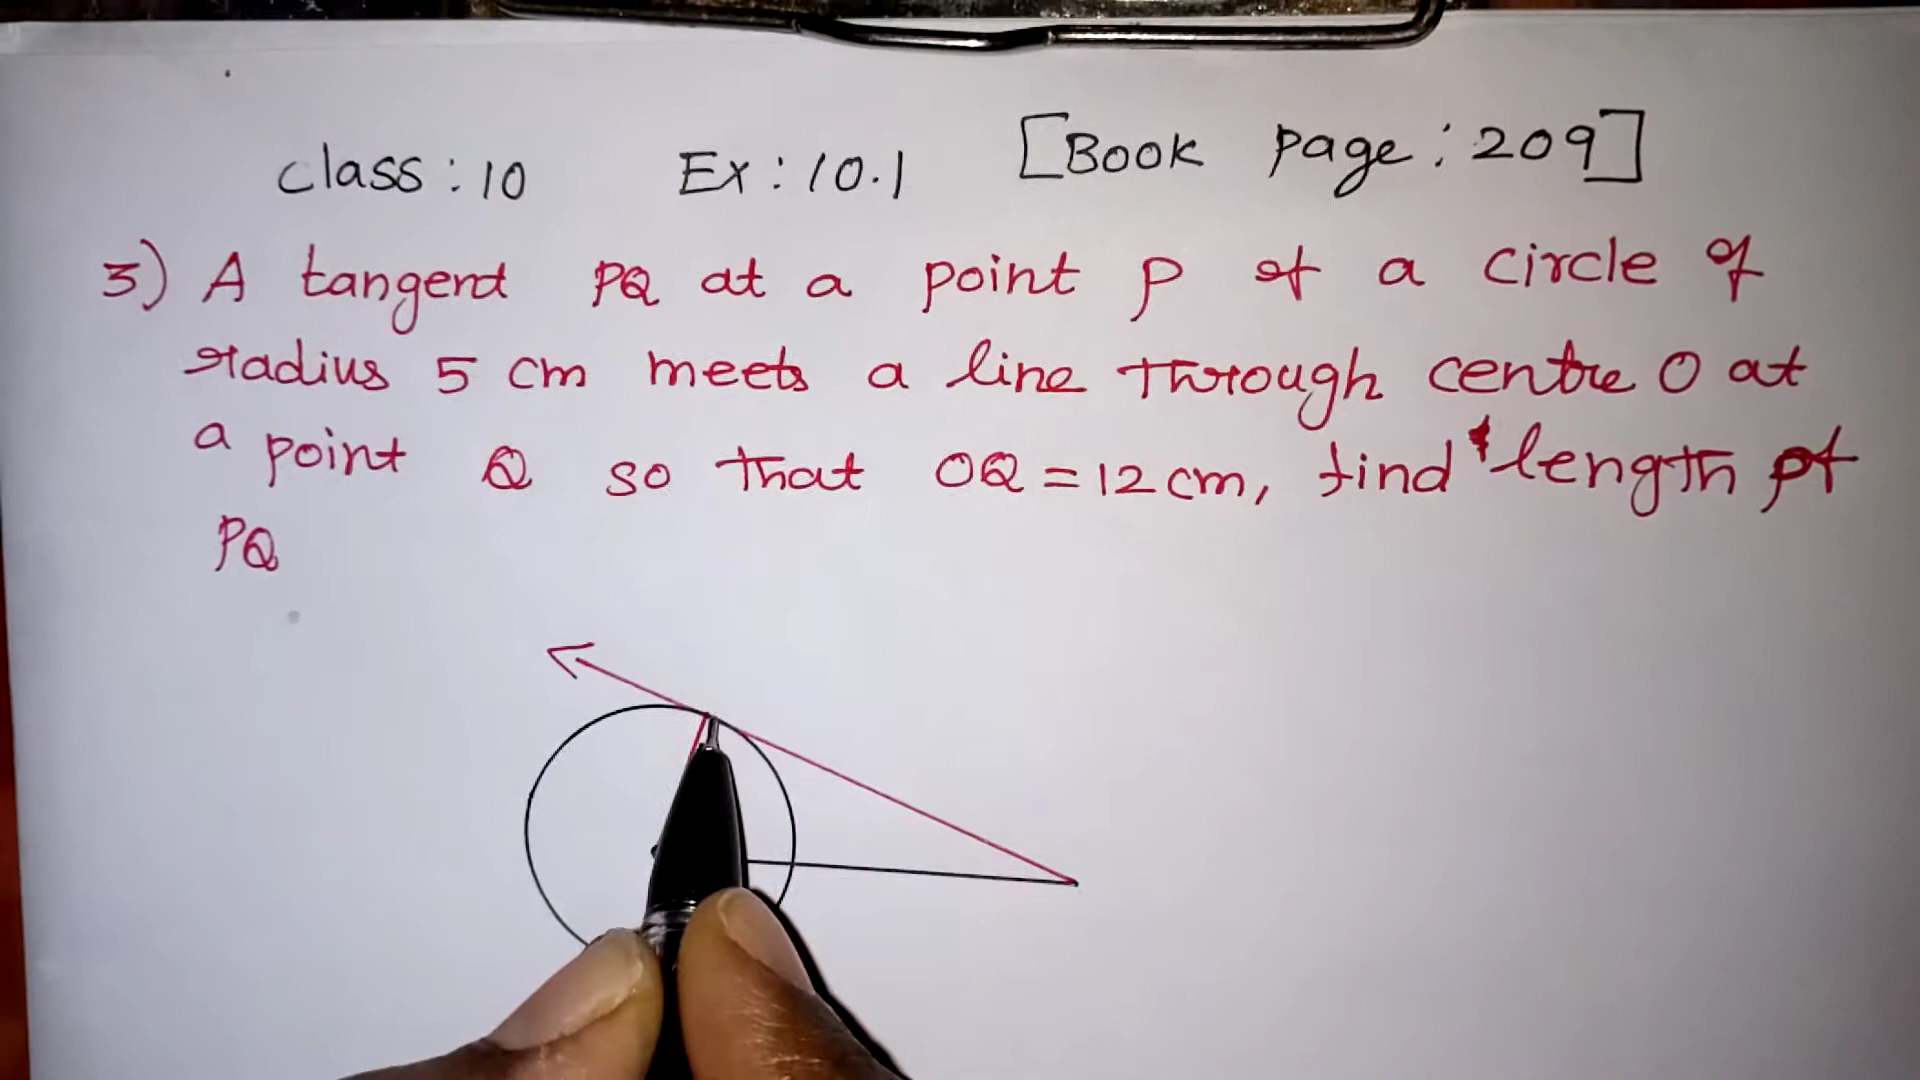 class: 10 Ex: 10.1 [Book page: 209]
3) A tangent PQ at a point P of a circle of
radius 5 cm meets a line through centre O at
a point Q so that OQ = 12 cm, find length of
PQ